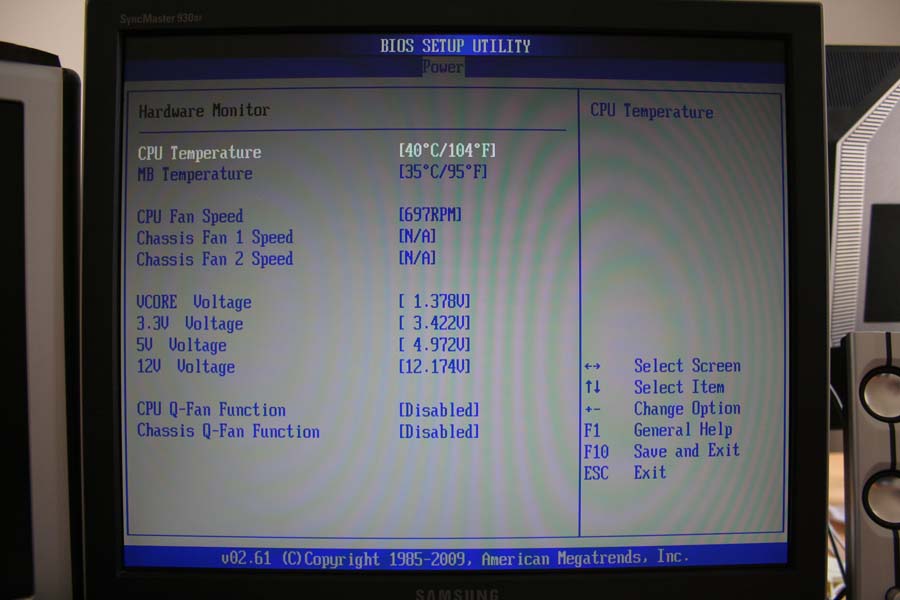 SyncMaster 930BF
BIOS SETUP UTILITY
Power
Hardware Monitor
CPU Temperature [40°C/104°F]
MB Temperature [35°C/95°F]
CPU Fan Speed [697RPM]
Chassis Fan 1 Speed [N/A]
Chassis Fan 2 Speed [N/A]
VCORE Voltage [ 1.378V]
3.3V Voltage [ 3.422V]
5V Voltage [ 4.972V]
12V Voltage [12.174V]
CPU Q-Fan Function [Disabled]
Chassis Q-Fan Function [Disabled]
CPU Temperature
↔ Select Screen
↑↓ Select Item
+- Change Option
F1 General Help
F10 Save and Exit
ESC Exit
v02.61 (C)Copyright 1985-2009, American Megatrends, Inc.
SAMSUNG